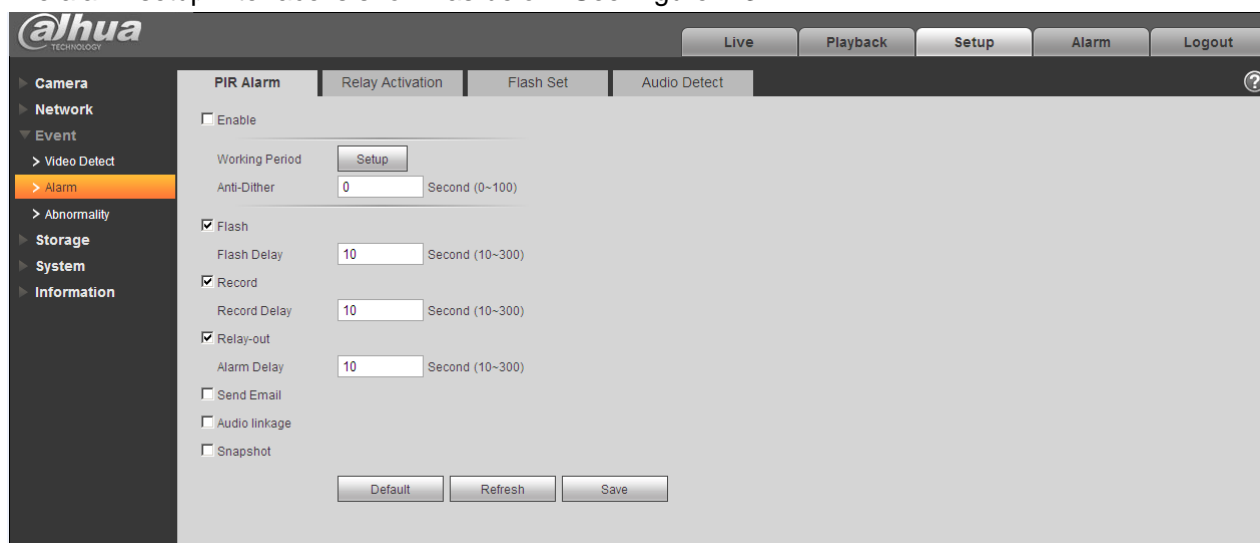 alhua
TECHNOLOGY
Live Playback Setup Alarm Logout
Camera
Network
Event
> Video Detect
> Alarm
> Abnormality
Storage
System
Information
PIR Alarm Relay Activation Flash Set Audio Detect
?
Enable
Working Period Setup
Anti-Dither 0 Second (0~100)
Flash
Flash Delay 10 Second (10~300)
Record
Record Delay 10 Second (10~300)
Relay-out
Alarm Delay 10 Second (10~300)
Send Email
Audio linkage
Snapshot
Default Refresh Save